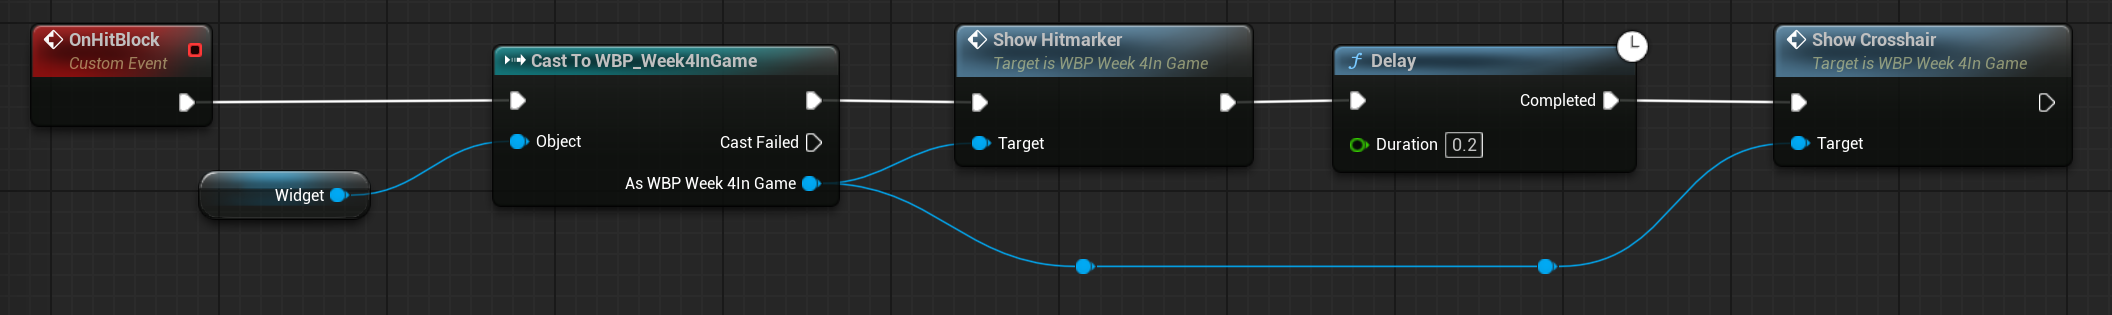 OnHitBlock
Custom Event
Widget
Cast To WBP_Week4InGame
Object
Cast Failed
As WBP Week 4In Game
Show Hitmarker
Target is WBP Week 4In Game
Target
Delay
Completed
Duration 0.2
Show Crosshair
Target is WBP Week 4In Game
Target